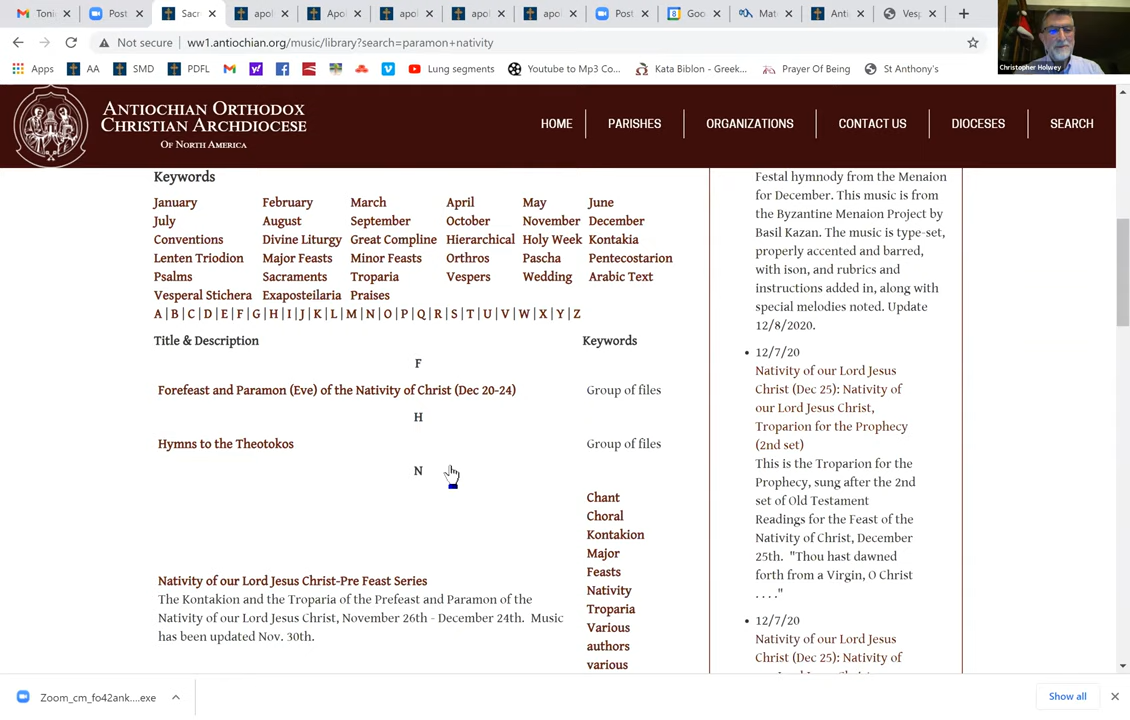 Toni
Post
Sacr
apol
Apol
apol
apol
apol
Post
Goo
Mat
Anti
Vesp
Not secure
ww1.antiochian.org/music/library?search=paramon+nativity
Apps
AA
SMD
PDFL
Lung segments
Youtube to Mp3 Co...
Kata Biblon - Greek...
Prayer Of Being
St Anthony's
Christopher Holwey
ANTIOCHIAN ORTHODOX
CHRISTIAN ARCHDIOCESE
OF NORTH AMERICA
HOME
PARISHES
ORGANIZATIONS
CONTACT US
DIOCESES
SEARCH
Keywords
January February March April May June
July August September October November December
Conventions Divine Liturgy Great Compline Hierarchical Holy Week Kontakia
Lenten Triodion Major Feasts Minor Feasts Orthros Pascha Pentecostarion
Psalms Sacraments Troparia Vespers Wedding Arabic Text
Vesperal Stichera Exaposteilaria Praises
A | B | C | D | E | F | G | H | I | J | K | L | M | N | O | P | Q | R | S | T | U | V | W | X | Y | Z
Title & Description Keywords
F
Forefeast and Paramon (Eve) of the Nativity of Christ (Dec 20-24) Group of files
H
Hymns to the Theotokos Group of files
N
Chant
Choral
Kontakion
Major
Feasts
Nativity
Troparia
Various
authors
various
Nativity of our Lord Jesus Christ-Pre Feast Series
The Kontakion and the Troparia of the Prefeast and Paramon of the
Nativity of our Lord Jesus Christ, November 26th - December 24th. Music
has been updated Nov. 30th.
Festal hymnody from the Menaion
for December. This music is from
the Byzantine Menaion Project by
Basil Kazan. The music is type-set,
properly accented and barred,
with ison, and rubrics and
instructions added in, along with
special melodies noted. Update
12/8/2020.
• 12/7/20
Nativity of our Lord Jesus
Christ (Dec 25): Nativity of
our Lord Jesus Christ,
Troparion for the Prophecy
(2nd set)
This is the Troparion for the
Prophecy, sung after the 2nd
set of Old Testament
Readings for the Feast of the
Nativity of Christ, December
25th. "Thou hast dawned
forth from a Virgin, O Christ
. . . ."
• 12/7/20
Nativity of our Lord Jesus
Christ (Dec 25): Nativity of
Zoom_cm_fo42ank....exe
Show all